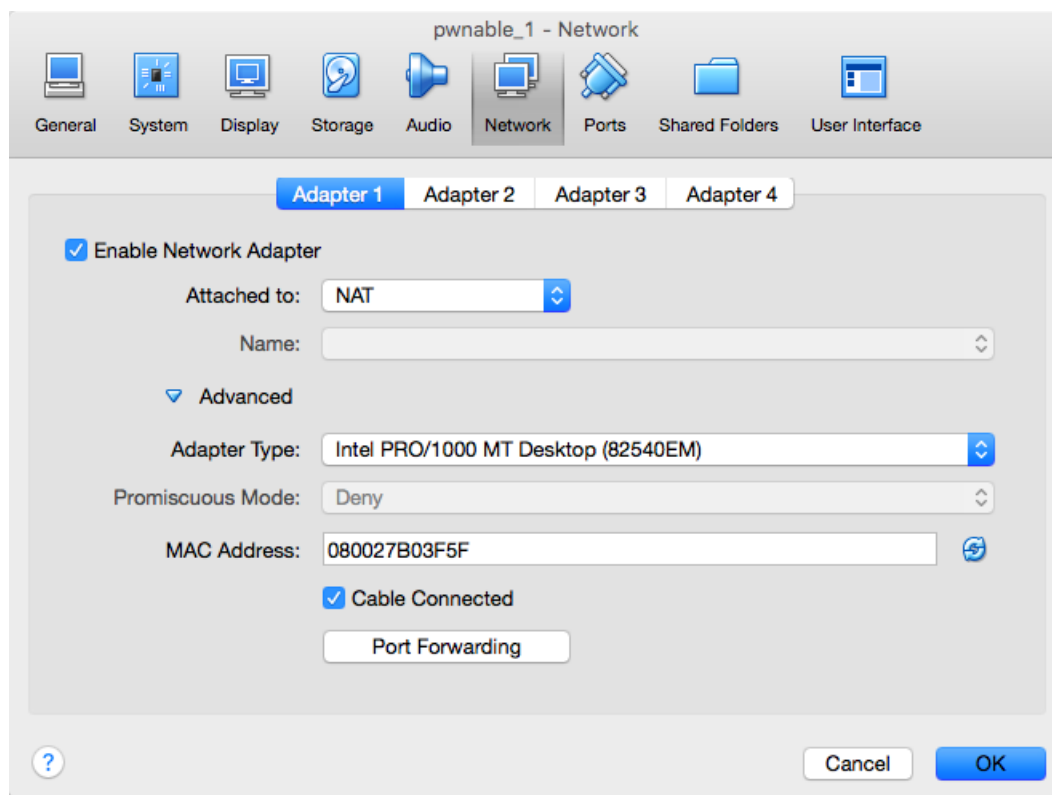 pwnable_1 - Network
General System Display Storage Audio Network Ports Shared Folders User Interface
Adapter 1 Adapter 2 Adapter 3 Adapter 4
Enable Network Adapter
Attached to: NAT
Name:
Advanced
Adapter Type: Intel PRO/1000 MT Desktop (82540EM)
Promiscuous Mode: Deny
MAC Address: 080027B03F5F
Cable Connected
Port Forwarding
? Cancel OK